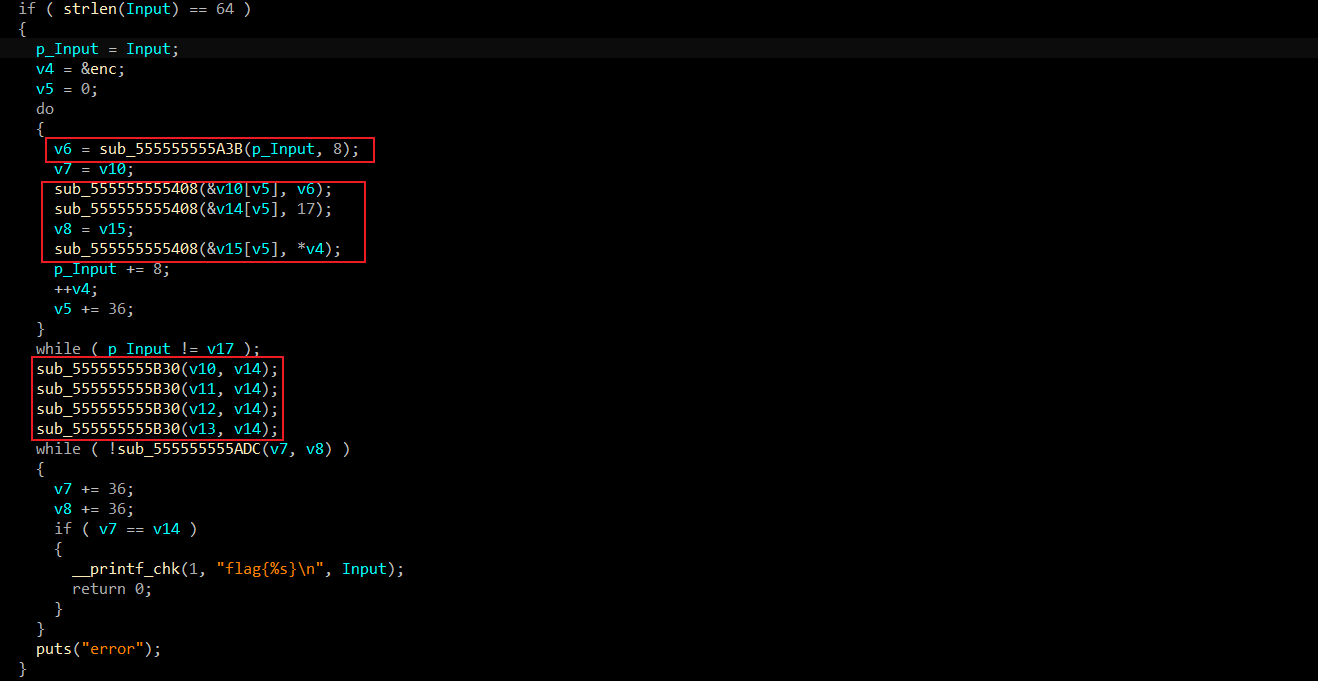 if ( strlen(Input) == 64 )
{
p_Input = Input;
v4 = &enc;
v5 = 0;
do
{
v6 = sub_555555555A3B(p_Input, 8);
v7 = v10;
sub_555555555408(&v10[v5], v6);
sub_555555555408(&v14[v5], 17);
v8 = v15;
sub_555555555408(&v15[v5], *v4);
p_Input += 8;
++v4;
v5 += 36;
}
while ( p_Input != v17 );
sub_555555555B30(v10, v14);
sub_555555555B30(v11, v14);
sub_555555555B30(v12, v14);
sub_555555555B30(v13, v14);
while ( !sub_555555555ADC(v7, v8) )
{
v7 += 36;
v8 += 36;
if ( v7 == v14 )
{
__printf_chk(1, "flag{%s}\n", Input);
return 0;
}
}
puts("error");
}